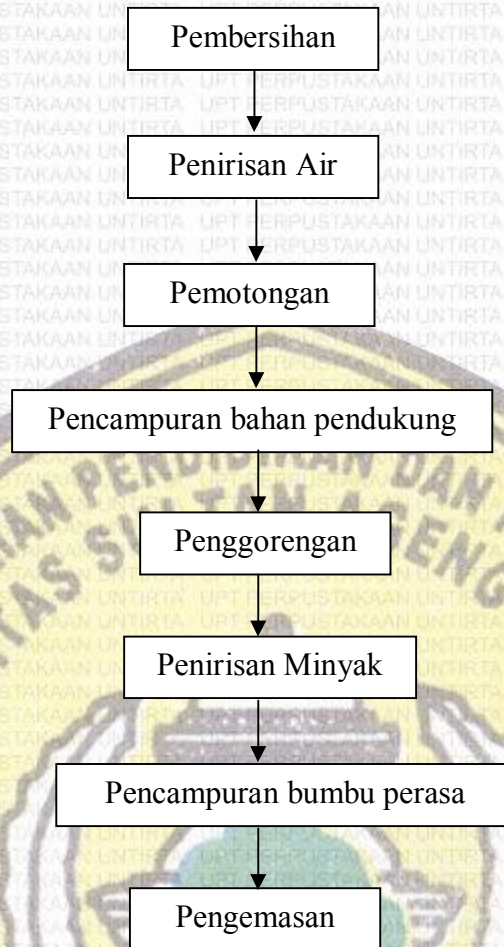 Pembersihan
Penirisan Air
Pemotongan
Pencampuran bahan pendukung
Penggorengan
Penirisan Minyak
Pencampuran bumbu perasa
Pengemasan